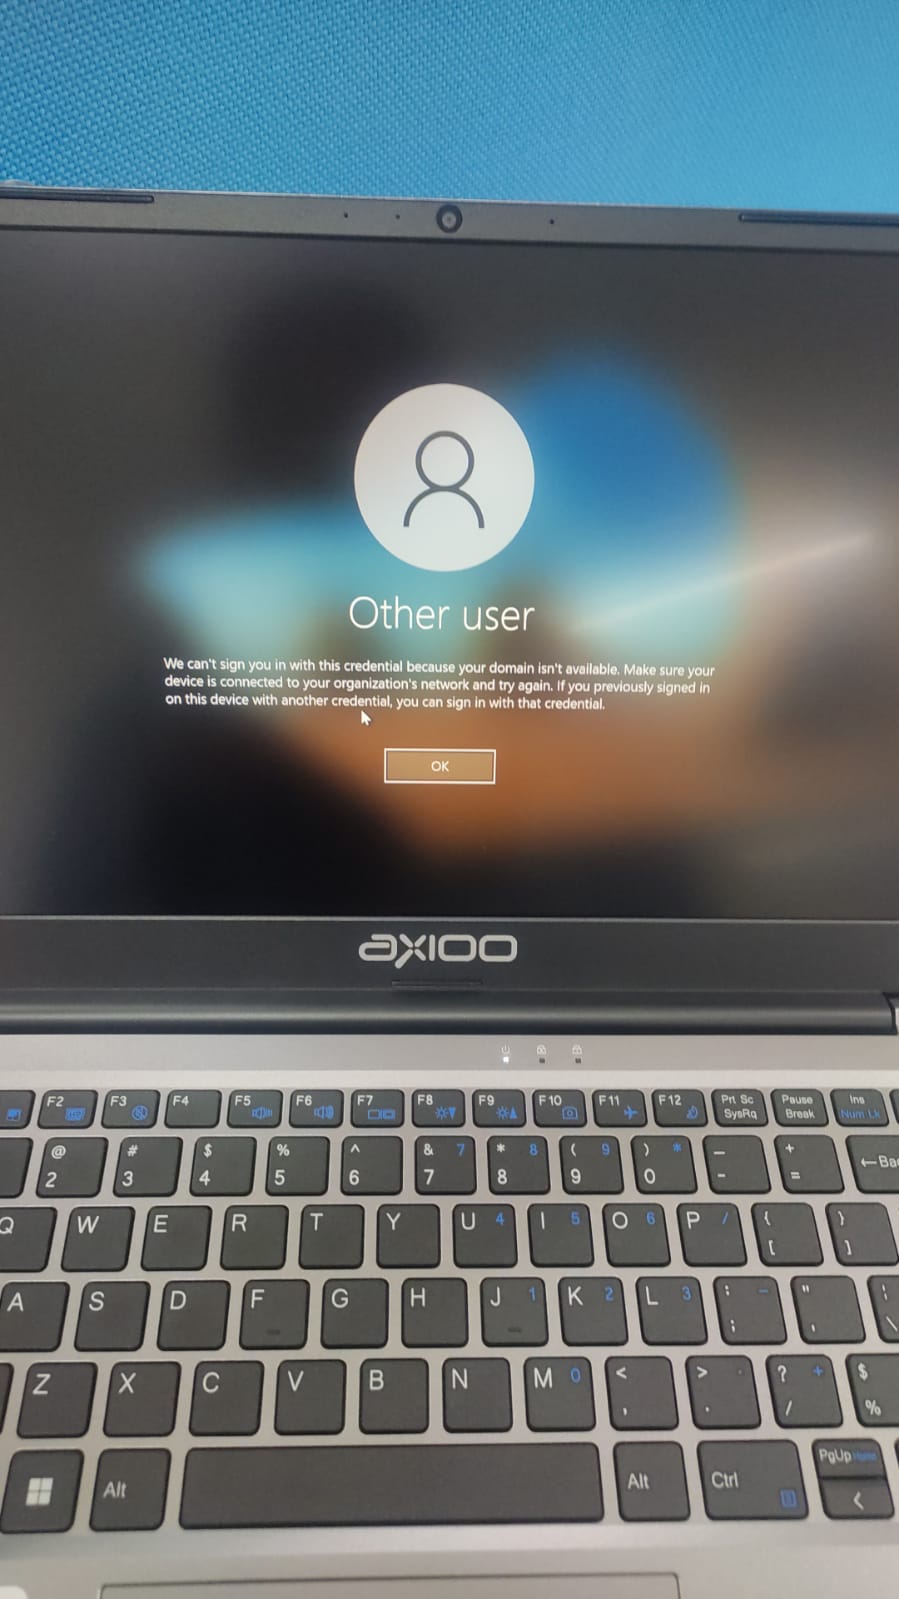 Other user
We can't sign you in with this credential because your domain isn't available. Make sure your
device is connected to your organization's network and try again. If you previously signed in
on this device with another credential, you can sign in with that credential.
OK
AXIOO
F2 F3 F4 F5 F6 F7 F8 F9 F10 F11 F12 Prt Sc SysRq Pause Break Ins Num Lk
@ 2 # 3 $ 4 % 5 ^ 6 & 7 7 * 8 8 ( 9 9 ) 0 * _ - + = ←Bac
Q W E R T Y U 4 I 5 O 6 P / { [ } ]
A S D F G H J 1 K 2 L 3 : ; - " ' | \
Z X C V B N M 0 < , > . ? / + $ %
Alt Alt Ctrl PgUp Home <